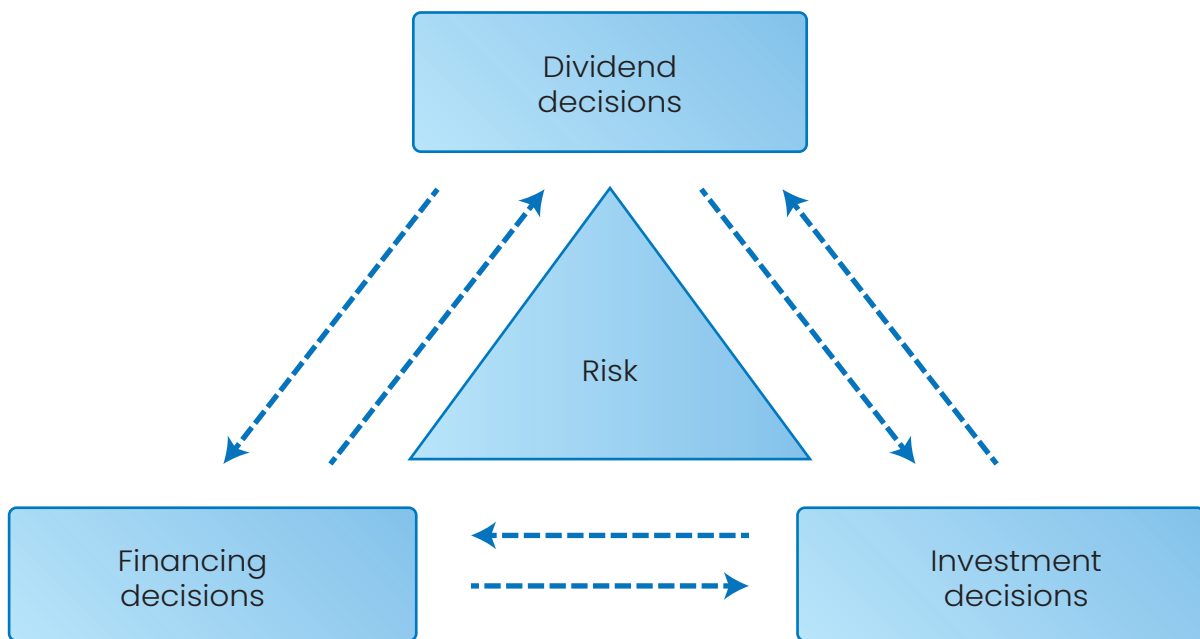 Dividend
decisions
Risk
Financing
decisions
Investment
decisions